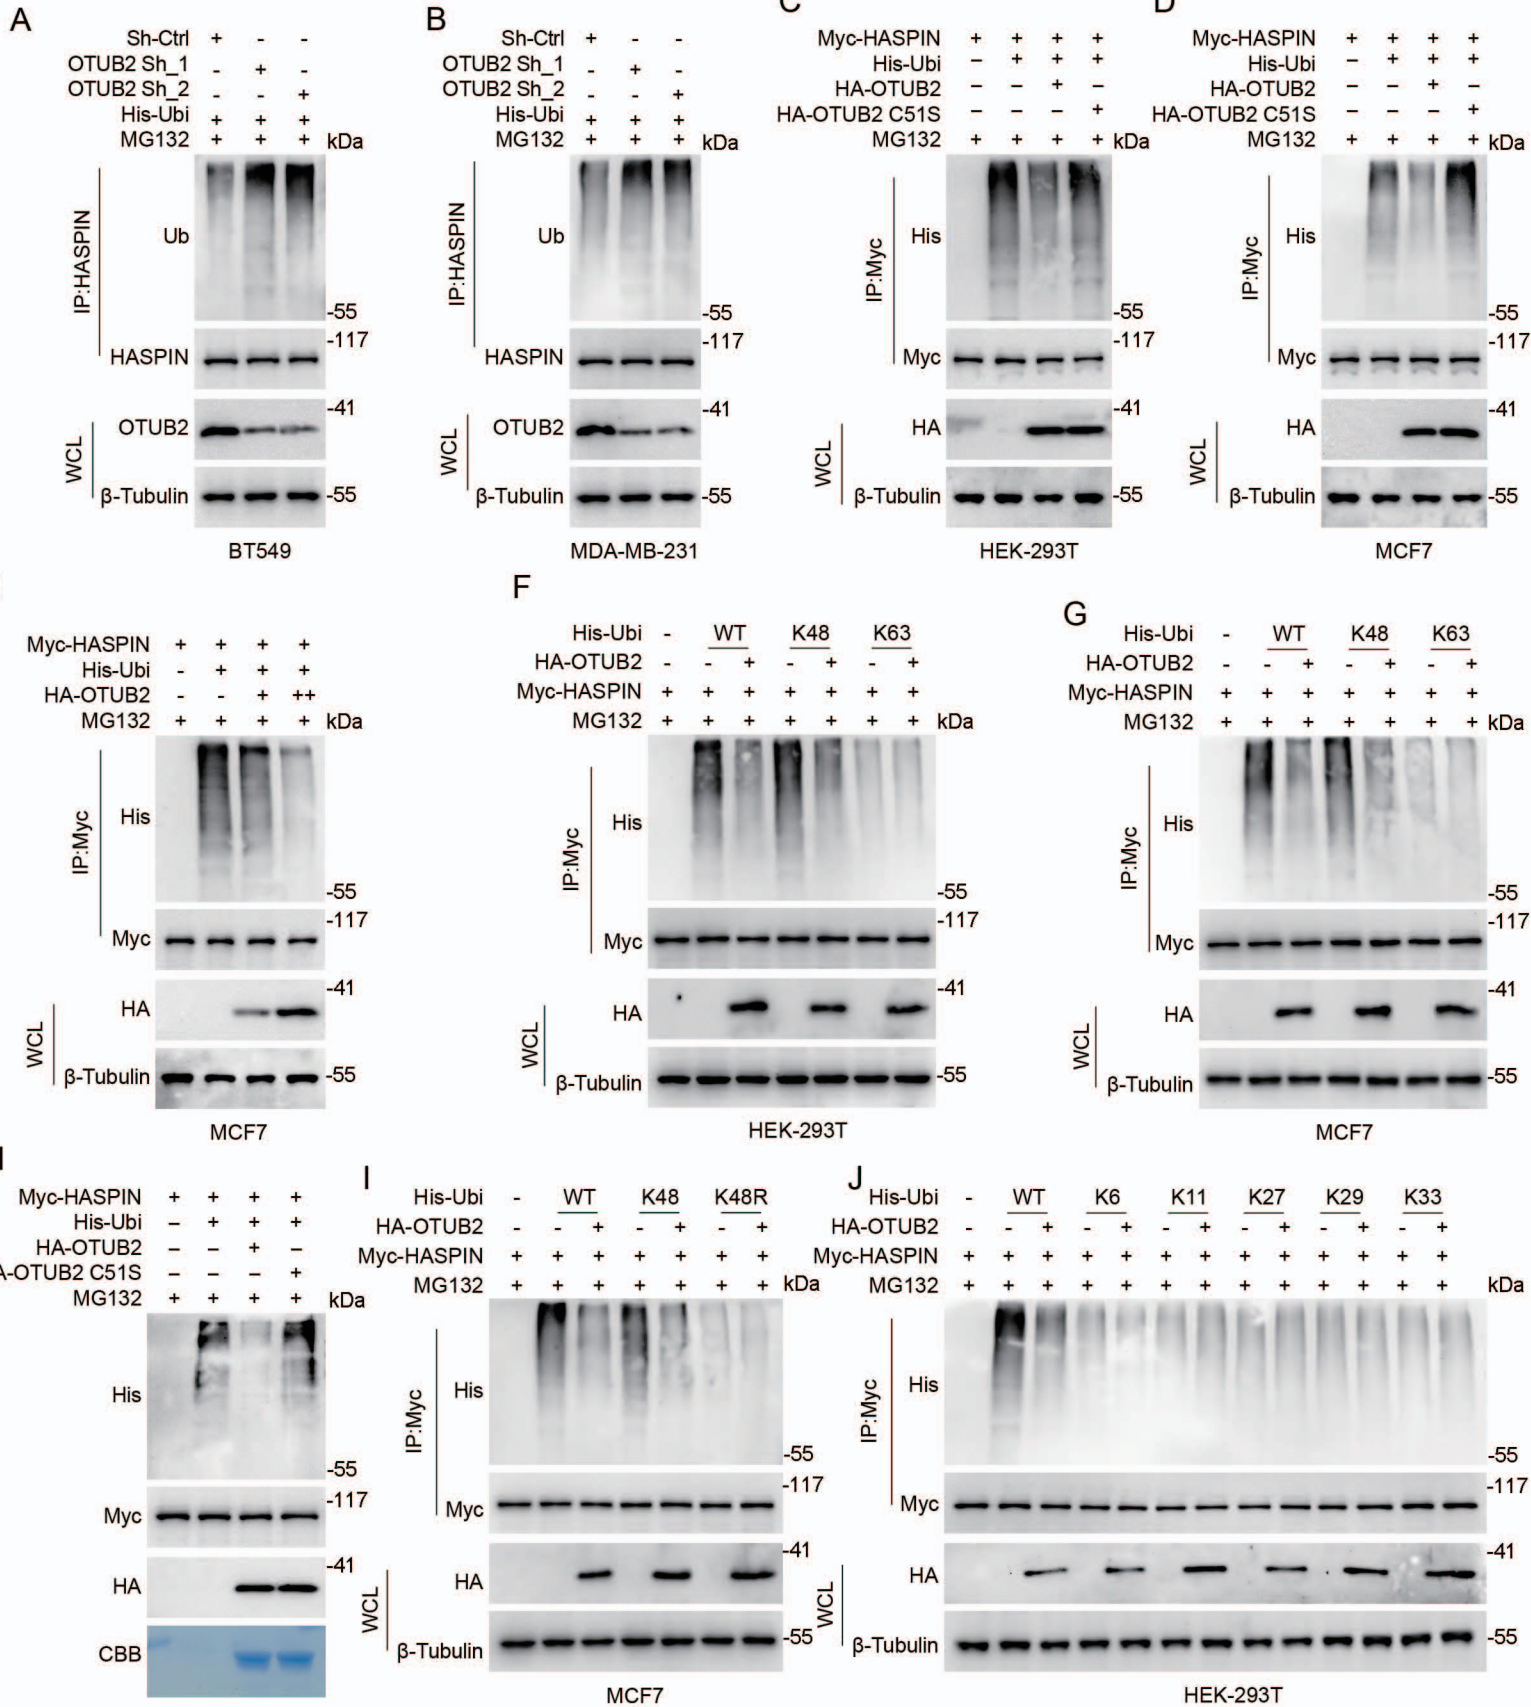 A
Sh-Ctrl + - -
OTUB2 Sh_1 - + -
OTUB2 Sh_2 - - +
His-Ubi + + +
MG132 + + + kDa
IP:HASPIN
Ub
-55
-117
HASPIN
-41
WCL
OTUB2
β-Tubulin
-55
BT549
B
Sh-Ctrl + - -
OTUB2 Sh_1 - + -
OTUB2 Sh_2 - - +
His-Ubi + + +
MG132 + + + kDa
IP:HASPIN
Ub
-55
-117
HASPIN
-41
WCL
OTUB2
β-Tubulin
-55
MDA-MB-231
C
Myc-HASPIN + + + +
His-Ubi – + + +
HA-OTUB2 – – + –
HA-OTUB2 C51S – – – +
MG132 + + + + kDa
IP:Myc
His
-55
-117
Myc
-41
WCL
HA
β-Tubulin
-55
HEK-293T
D
Myc-HASPIN + + + +
His-Ubi – + + +
HA-OTUB2 – – + –
HA-OTUB2 C51S – – – +
MG132 + + + + kDa
IP:Myc
His
-55
-117
Myc
-41
WCL
HA
β-Tubulin
-55
MCF7
Myc-HASPIN + + + +
His-Ubi - + + +
HA-OTUB2 - - + ++
MG132 + + + + kDa
IP:Myc
His
-55
-117
Myc
-41
WCL
HA
β-Tubulin
-55
MCF7
F
His-Ubi - WT K48 K63
HA-OTUB2 - - + - + - +
Myc-HASPIN + + + + + + +
MG132 + + + + + + + kDa
IP:Myc
His
-55
-117
Myc
-41
WCL
HA
β-Tubulin
-55
HEK-293T
G
His-Ubi - WT K48 K63
HA-OTUB2 - - + - + - +
Myc-HASPIN + + + + + + +
MG132 + + + + + + + kDa
IP:Myc
His
-55
-117
Myc
-41
WCL
HA
β-Tubulin
-55
MCF7
Myc-HASPIN + + + +
His-Ubi – + + +
HA-OTUB2 – – + –
A-OTUB2 C51S – – – +
MG132 + + + + kDa
His
-55
-117
Myc
-41
HA
CBB
I
His-Ubi - WT K48 K48R
HA-OTUB2 - - + - + - +
Myc-HASPIN + + + + + + +
MG132 + + + + + + + kDa
IP:Myc
His
-55
-117
Myc
-41
WCL
HA
β-Tubulin
-55
MCF7
J
His-Ubi - WT K6 K11 K27 K29 K33
HA-OTUB2 - - + - + - + - + - + - +
Myc-HASPIN + + + + + + + + + + + + +
MG132 + + + + + + + + + + + + + kDa
IP:Myc
His
-55
-117
Myc
-41
WCL
HA
β-Tubulin
-55
HEK-293T